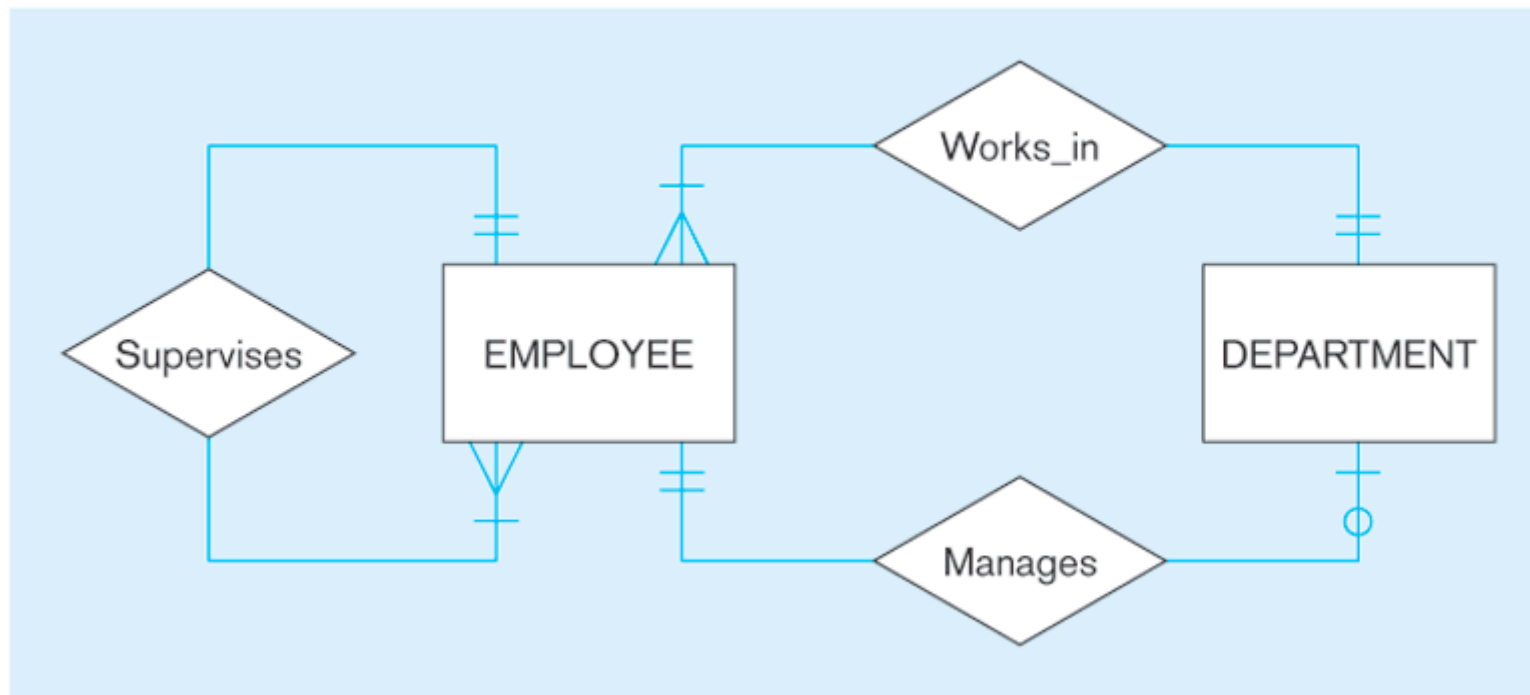 Works_in
Supervises
EMPLOYEE
DEPARTMENT
Manages